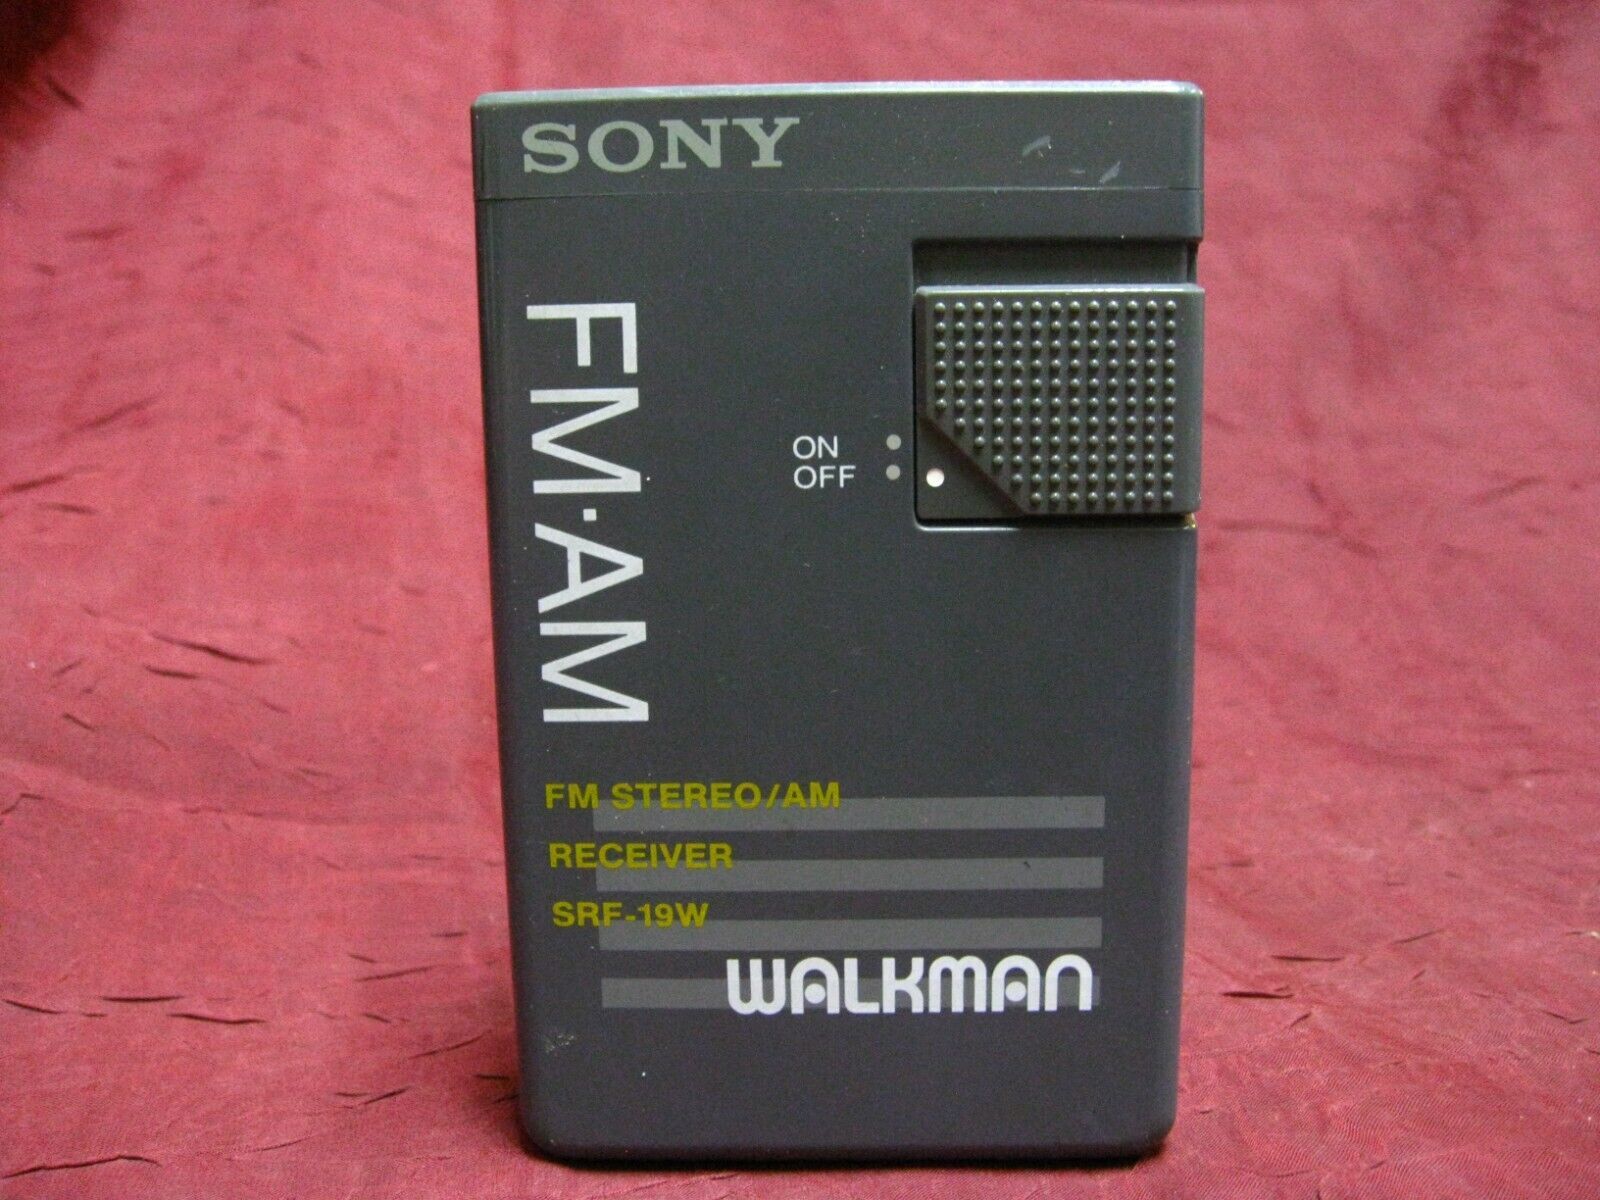 SONY
FM·AM
ON
OFF
FM STEREO/AM
RECEIVER
SRF-19W
WALKMAN